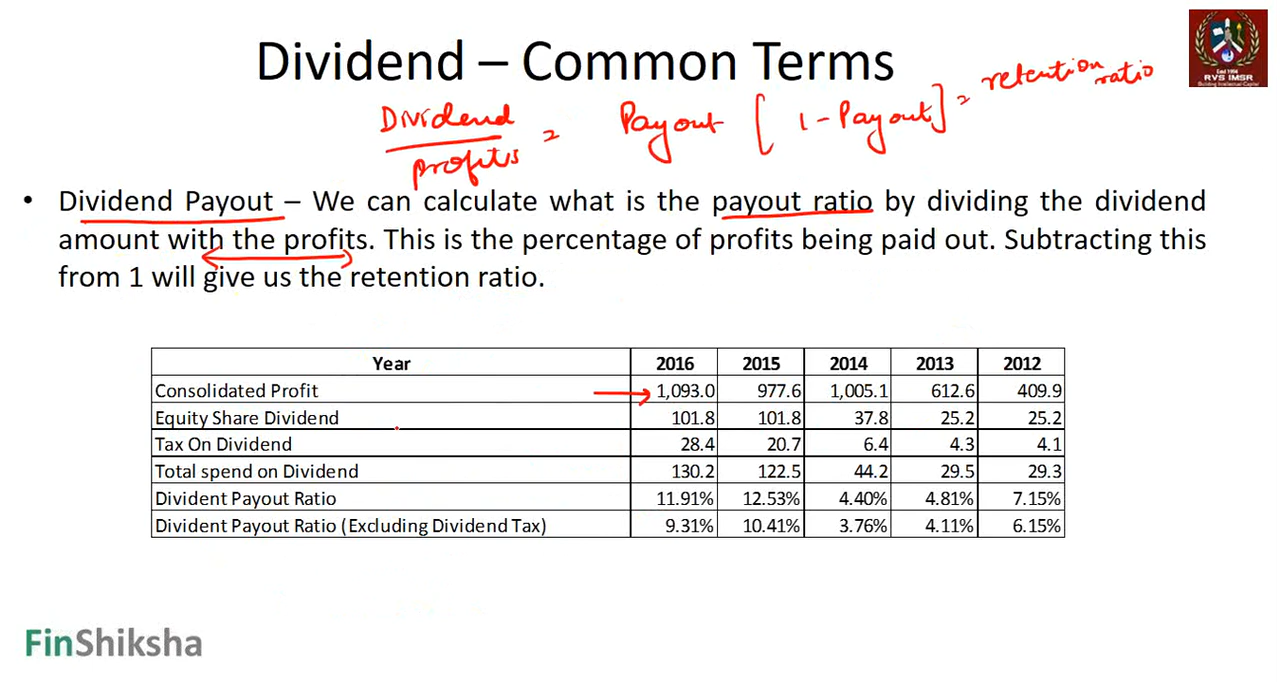 Dividend – Common Terms
Dividend
profits
= Payout [1 - Payout] = retention ratio
• Dividend Payout – We can calculate what is the payout ratio by dividing the dividend
amount with the profits. This is the percentage of profits being paid out. Subtracting this
from 1 will give us the retention ratio.
Year 2016 2015 2014 2013 2012
Consolidated Profit 1,093.0 977.6 1,005.1 612.6 409.9
Equity Share Dividend 101.8 101.8 37.8 25.2 25.2
Tax On Dividend 28.4 20.7 6.4 4.3 4.1
Total spend on Dividend 130.2 122.5 44.2 29.5 29.3
Divident Payout Ratio 11.91% 12.53% 4.40% 4.81% 7.15%
Divident Payout Ratio (Excluding Dividend Tax) 9.31% 10.41% 3.76% 4.11% 6.15%
FinShiksha
RVS IMSR